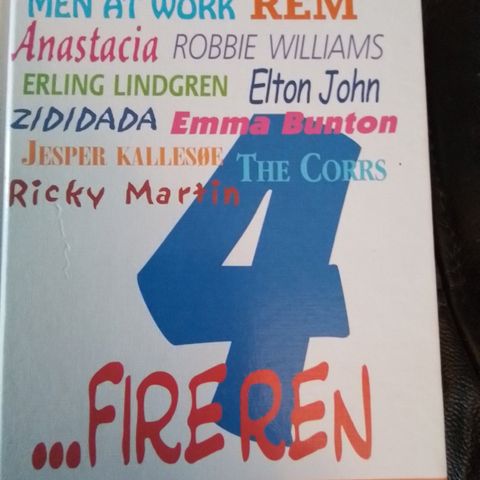 MEN AT WORK REM
Anastacia ROBBIE WILLIAMS
ERLING LINDGREN Elton John
ZIDIDADA Emma Bunton
JESPER KALLESØE THE CORRS
Ricky Martin
4
...FIREREN